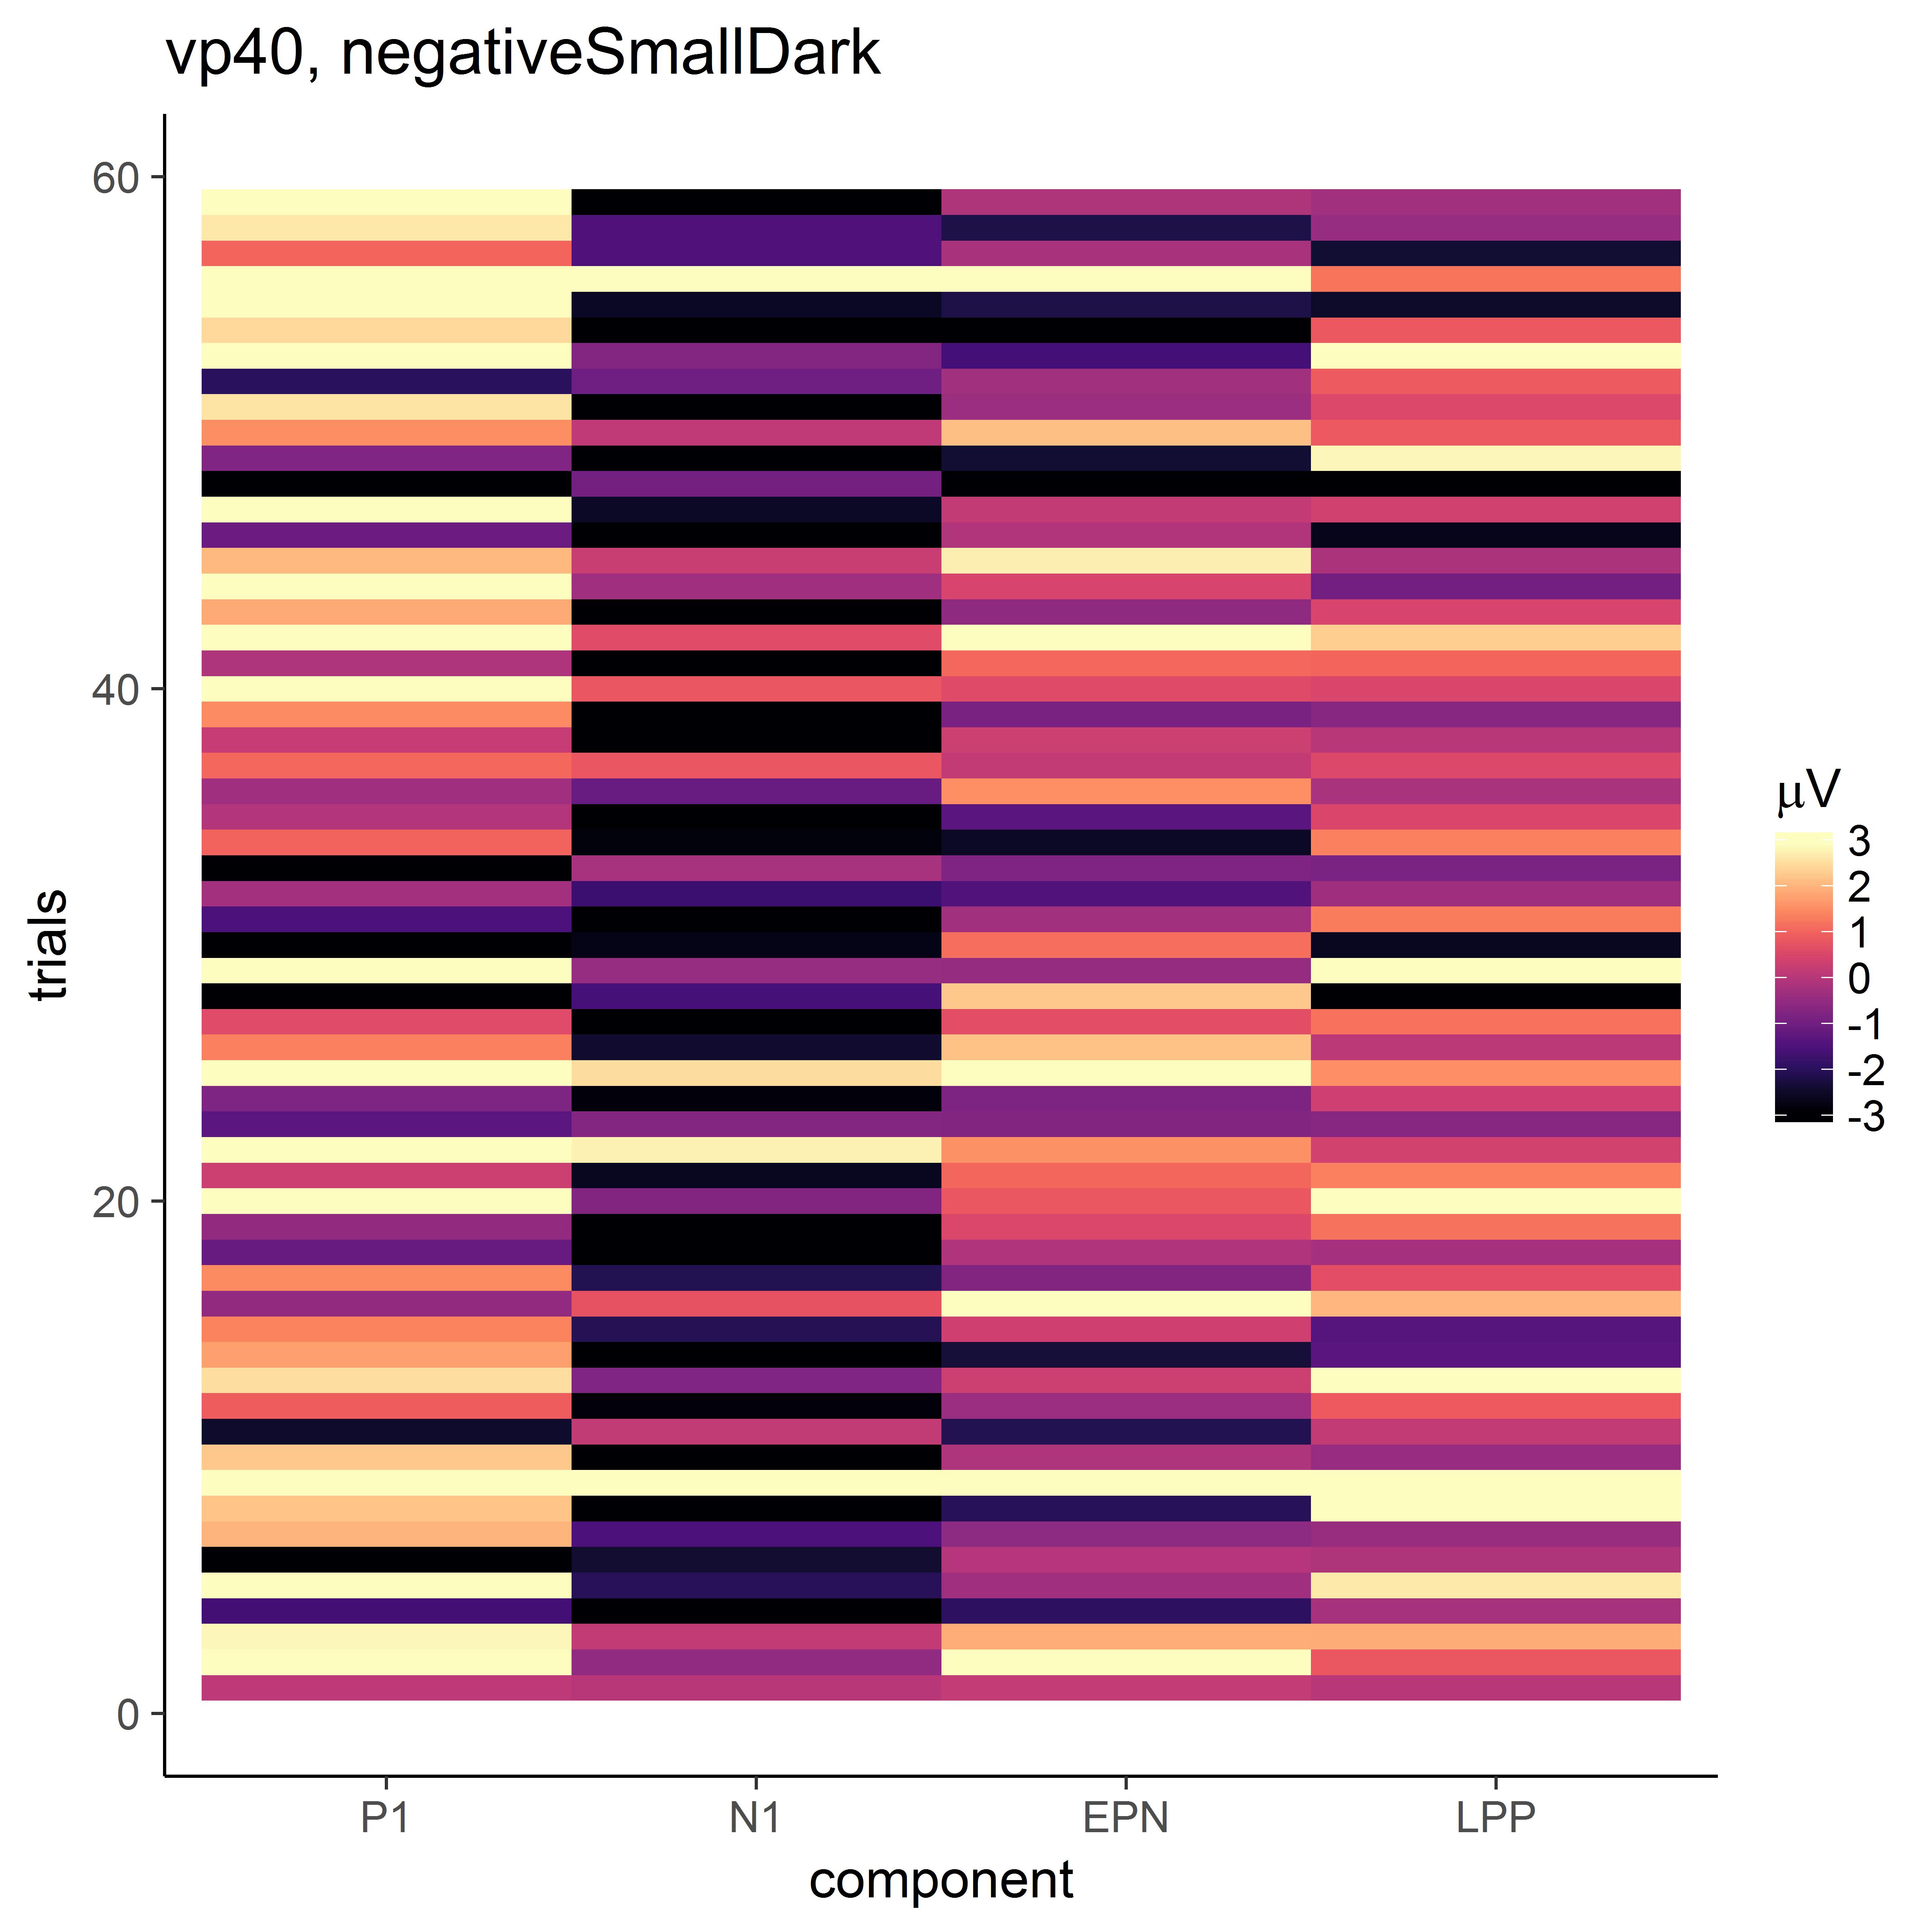 vp40, negativeSmallDark
60
40
20
0
trials
P1 N1 EPN LPP
component
μV
3
2
1
0
-1
-2
-3